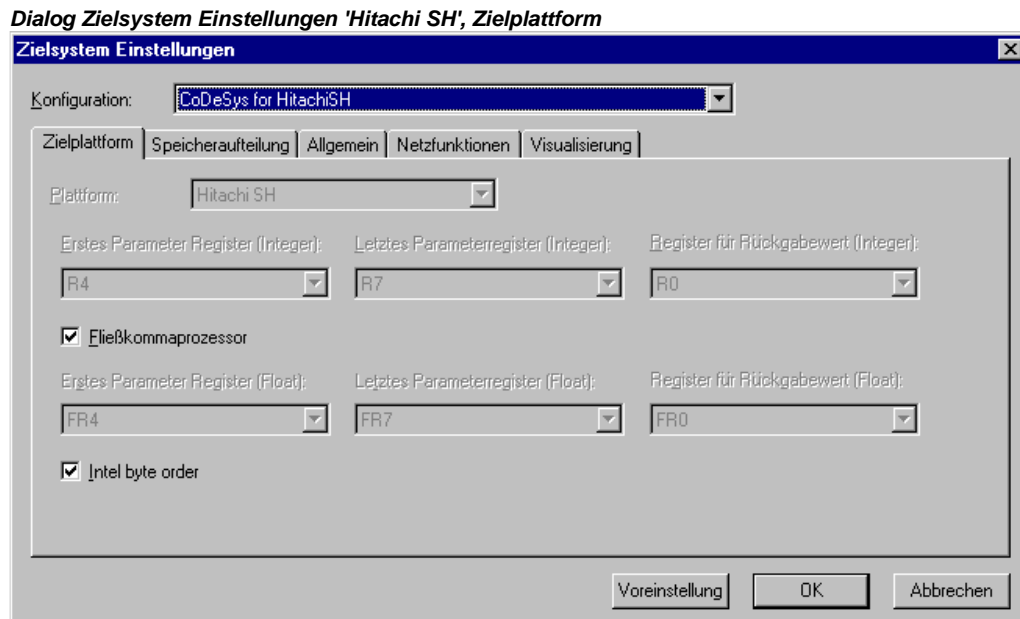 Dialog Zielsystem Einstellungen 'Hitachi SH', Zielplattform
Zielsystem Einstellungen
Konfiguration: CoDeSys for HitachiSH
Zielplattform Speicheraufteilung Allgemein Netzfunktionen Visualisierung
Plattform: Hitachi SH
Erstes Parameter Register (Integer): Letztes Parameterregister (Integer): Register für Rückgabewert (Integer):
R4 R7 R0
Fließkommaprozessor
Erstes Parameter Register (Float): Letztes Parameterregister (Float): Register für Rückgabewert (Float):
FR4 FR7 FR0
Intel byte order
Voreinstellung OK Abbrechen